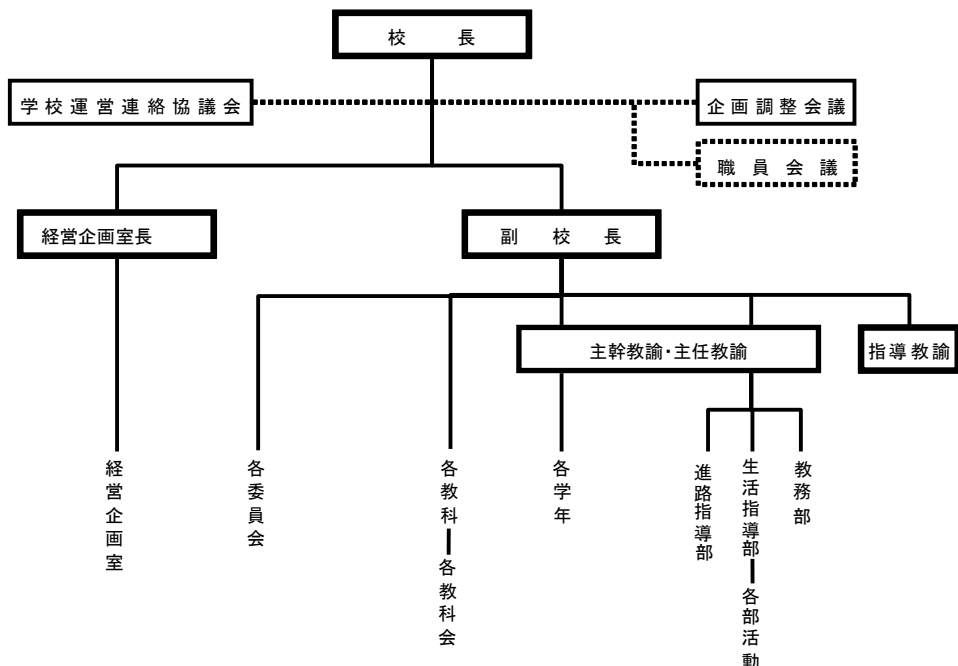 校長
学校運営連絡協議会
企画調整会議
職員会議
経営企画室長
副校長
主幹教諭・主任教諭
指導教諭
経営企画室
各委員会
各教科
各教科会
各学年
進路指導部
生活指導部
各部活動
教務部